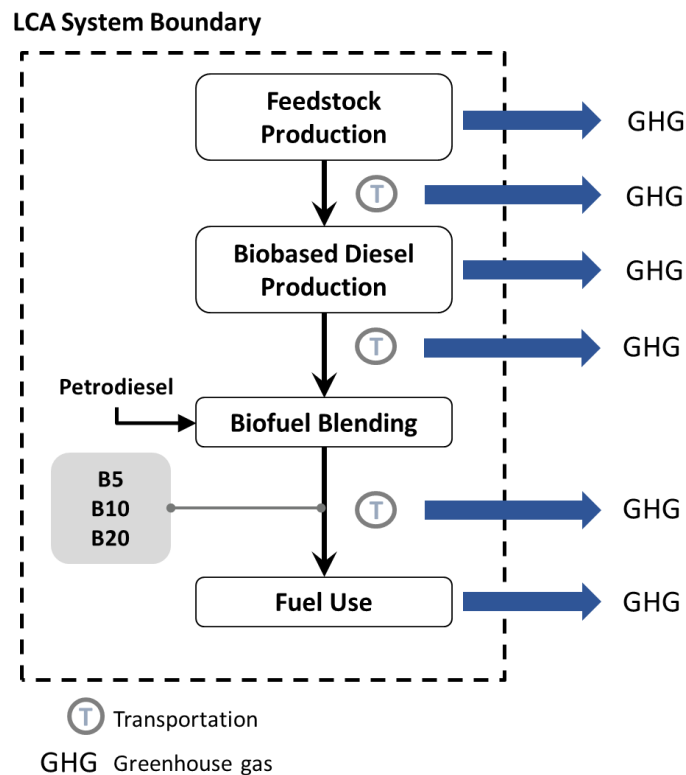 LCA System Boundary
Feedstock
Production
GHG
T
GHG
Biobased Diesel
Production
GHG
T
GHG
Petrodiesel
Biofuel Blending
B5
B10
B20
T
GHG
Fuel Use
GHG
T Transportation
GHG Greenhouse gas